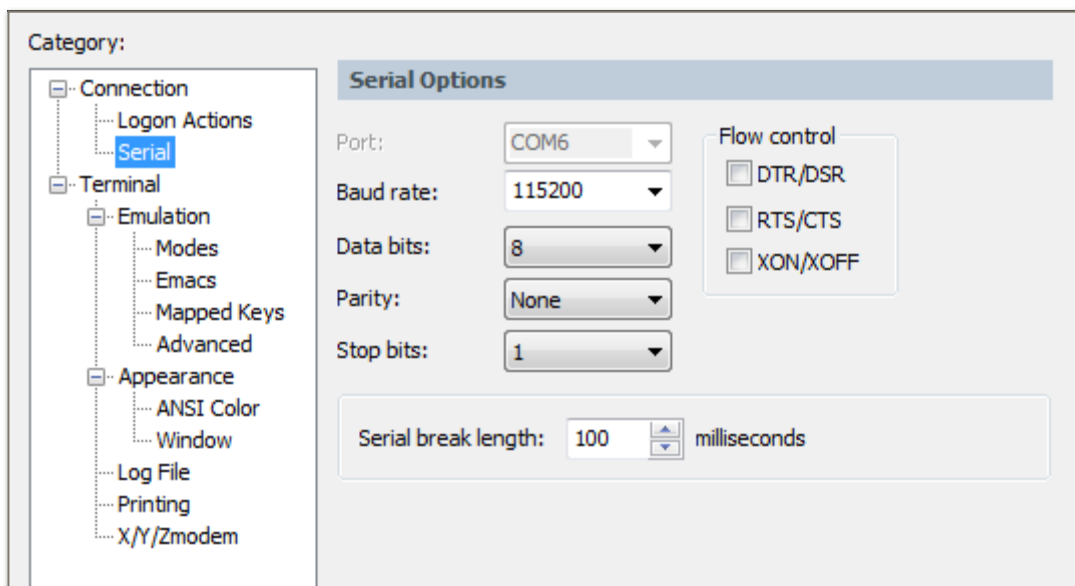 Category:
Connection
Logon Actions
Serial
Terminal
Emulation
Modes
Emacs
Mapped Keys
Advanced
Appearance
ANSI Color
Window
Log File
Printing
X/Y/Zmodem
Serial Options
Port: COM6
Baud rate: 115200
Data bits: 8
Parity: None
Stop bits: 1
Flow control
DTR/DSR
RTS/CTS
XON/XOFF
Serial break length: 100 milliseconds